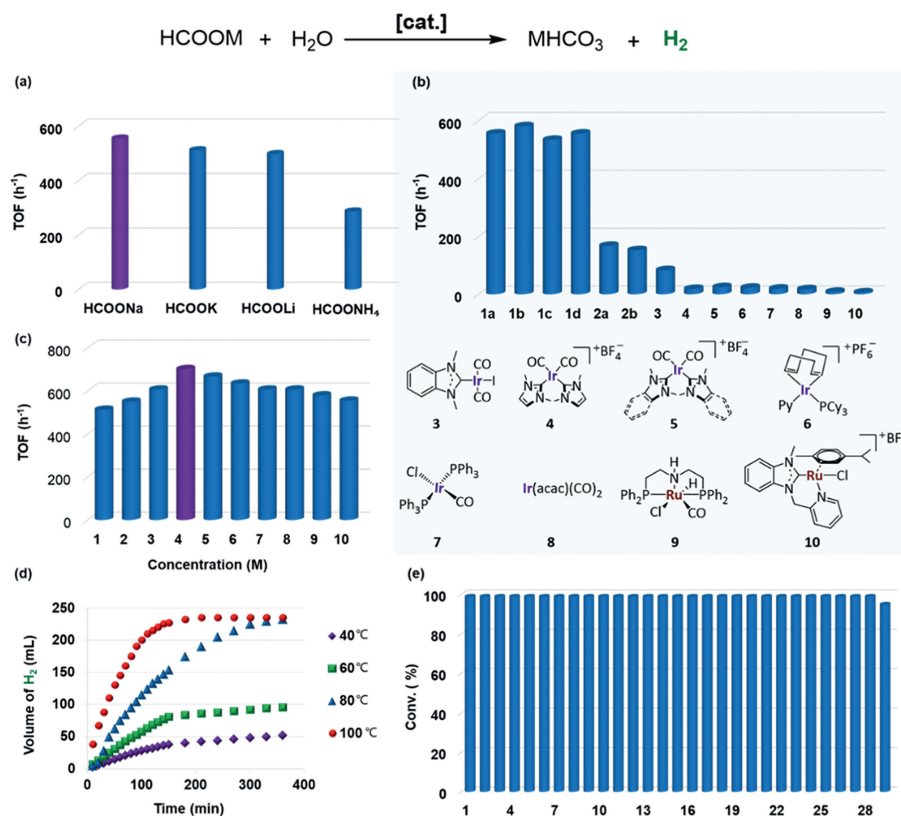 HCOOM + H₂O [cat.] MHCO₃ + H₂
(a)
TOF (h⁻¹)
600
400
200
0
HCOONa HCOOK HCOOLi HCOONH₄
(b)
TOF (h⁻¹)
600
400
200
0
1a 1b 1c 1d 2a 2b 3 4 5 6 7 8 9 10
(c)
TOF (h⁻¹)
800
600
400
200
0
1 2 3 4 5 6 7 8 9 10
Concentration (M)
N CO
Ir I
N CO
3
OC CO +BF₄⁻
Ir
N N
N N
4
OC CO +BF₄⁻
Ir
N N
N N
5
+PF₆⁻
Ir
Py PCy₃
6
Cl PPh₃
Ir
Ph₃P CO
7
Ir(acac)(CO)₂
8
H
N H
Ph₂P Ru PPh₂
Cl CO
9
+BF
N
Ru Cl
N N
10
(d)
Volume of H₂ (mL)
250
200
150
100
50
0
0 100 200 300 400
Time (min)
40℃
60℃
80℃
100℃
(e)
Conv. ( %)
100
80
60
40
20
0
1 4 7 10 13 16 19 22 25 28